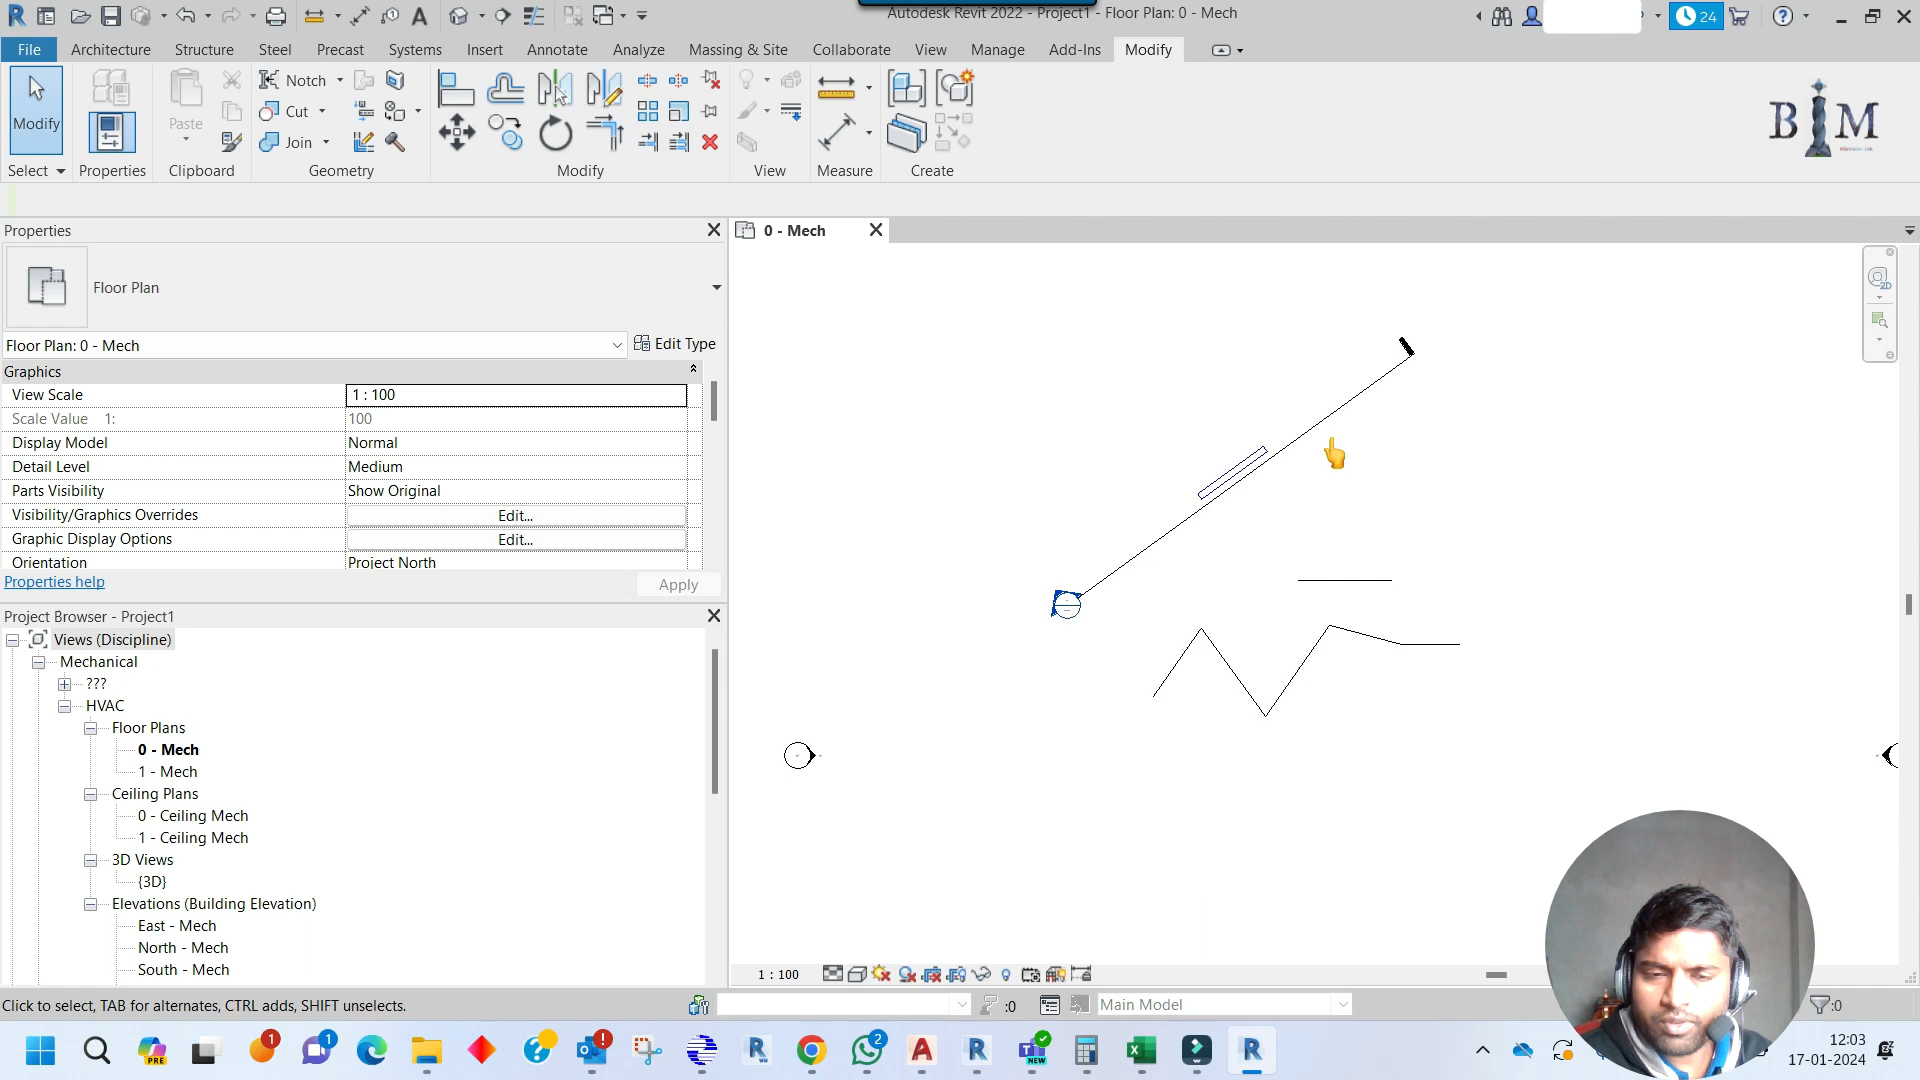 Autodesk Revit 2022 - Project1 - Floor Plan: 0 - Mech
24
File Architecture Structure Steel Precast Systems Insert Annotate Analyze Massing & Site Collaborate View Manage Add-Ins Modify
Modify
Paste
Notch
Cut
Join
Select Properties Clipboard Geometry Modify View Measure Create
BIM
Properties
0 - Mech
Floor Plan
Floor Plan: 0 - Mech
Edit Type
Graphics
View Scale 1 : 100
Scale Value 1: 100
Display Model Normal
Detail Level Medium
Parts Visibility Show Original
Visibility/Graphics Overrides Edit...
Graphic Display Options Edit...
Orientation Project North
Properties help
Apply
Project Browser - Project1
Views (Discipline)
Mechanical
???
HVAC
Floor Plans
0 - Mech
1 - Mech
Ceiling Plans
0 - Ceiling Mech
1 - Ceiling Mech
3D Views
{3D}
Elevations (Building Elevation)
East - Mech
North - Mech
South - Mech
2D
1 : 100
Click to select, TAB for alternates, CTRL adds, SHIFT unselects.
:0
Main Model
:0
PRE
1
1
2
NEW
12:03
17-01-2024